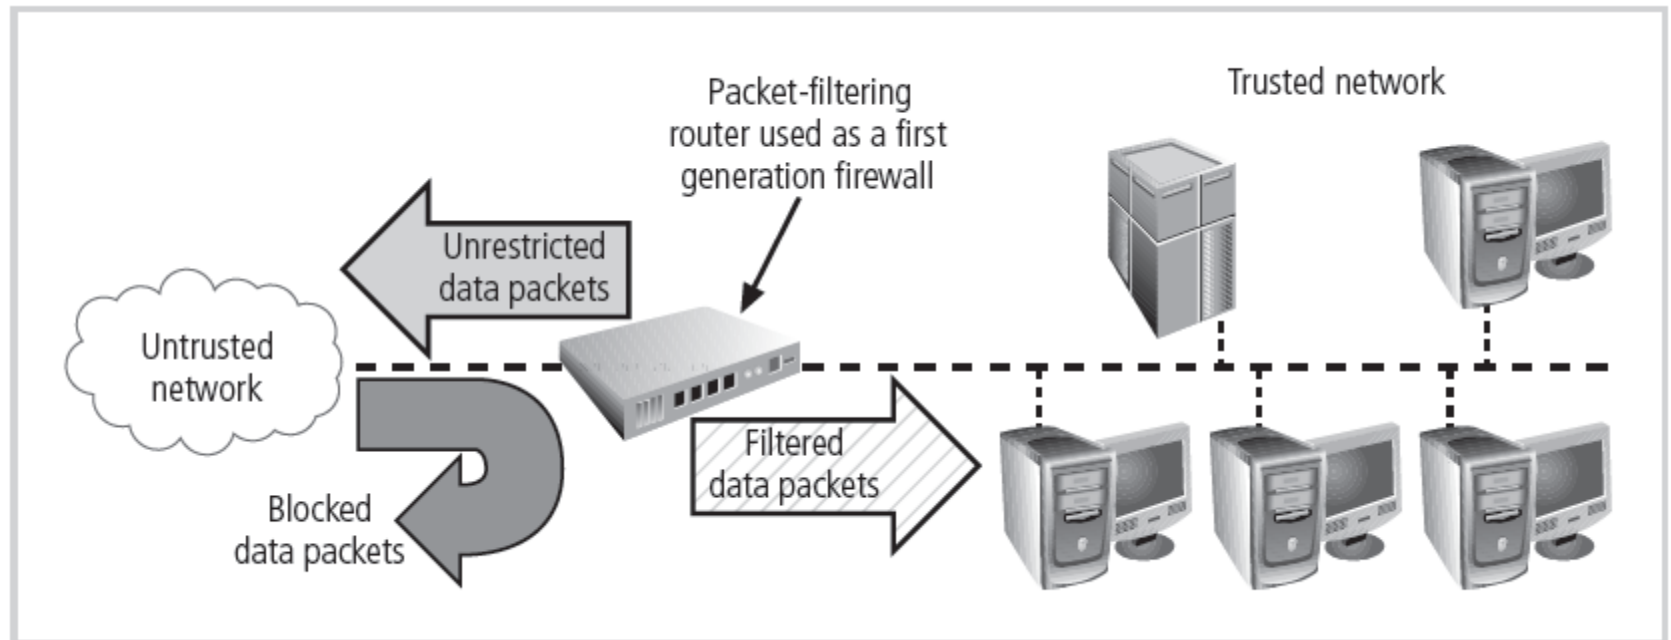 Packet-filtering
router used as a first
generation firewall
Trusted network
Unrestricted
data packets
Untrusted
network
Filtered
data packets
Blocked
data packets